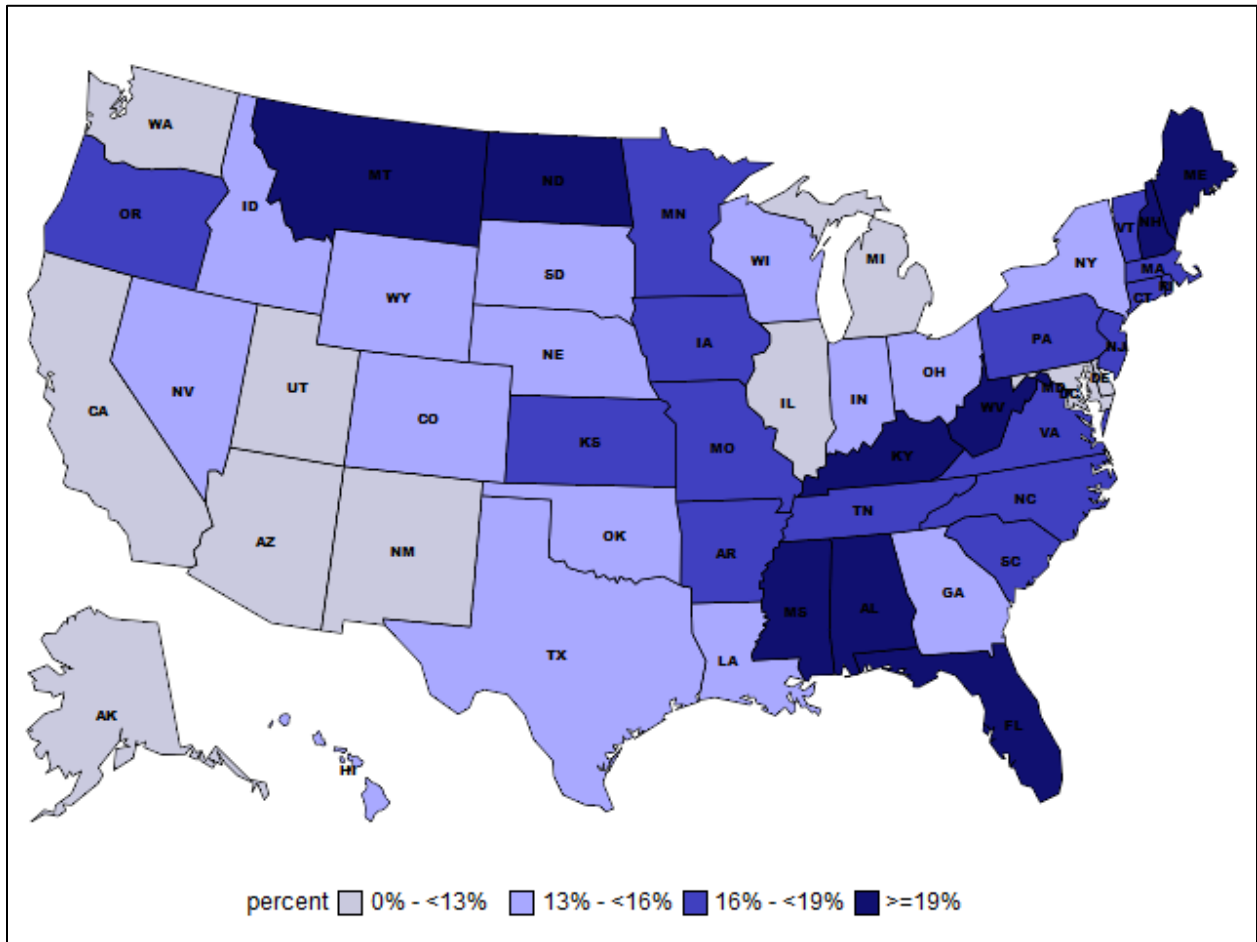 WA
MT
ND
ME
OR
ID
MN
VT
NH
SD
WI
MI
NY
MA
WY
CT
RI
IA
PA
NJ
NE
OH
NV
UT
IL
IN
MD
DE
DC
CA
CO
WV
KS
MO
KY
VA
TN
NC
AZ
NM
OK
AR
SC
MS
AL
GA
TX
LA
AK
FL
HI
percent 0% - <13% 13% - <16% 16% - <19% >=19%